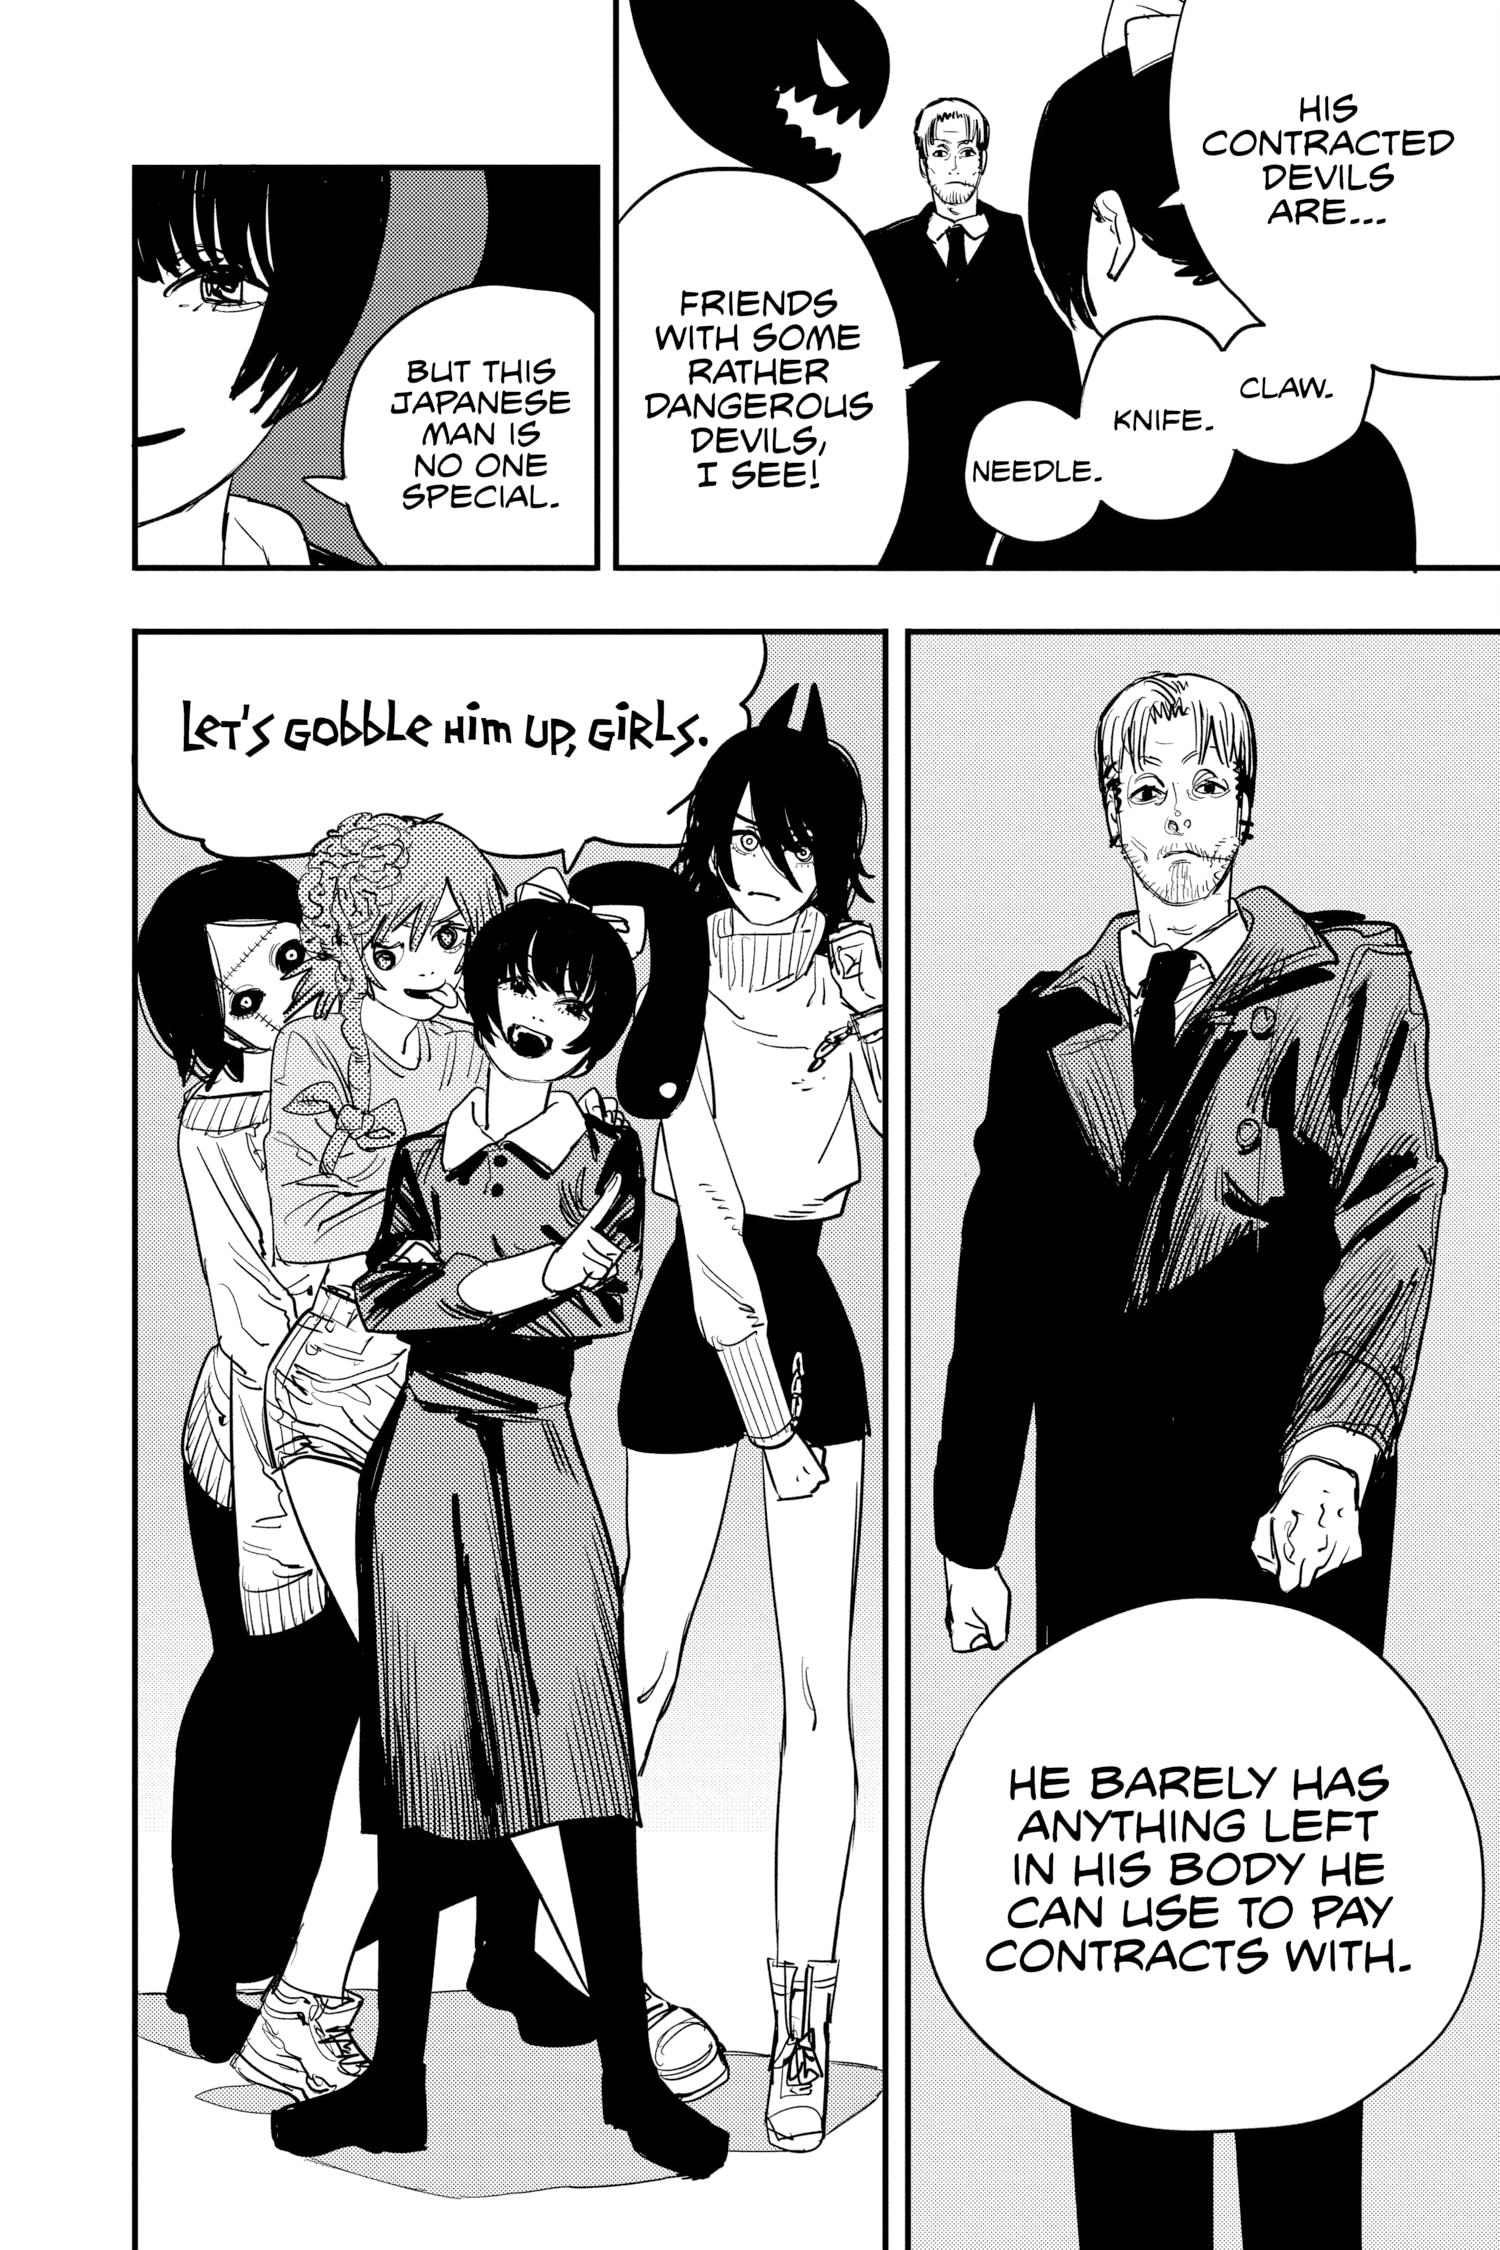 HIS
CONTRACTED
DEVILS
ARE...
CLAW.
KNIFE.
NEEDLE.
FRIENDS
WITH SOME
RATHER
DANGEROUS
DEVILS,
I SEE!
BUT THIS
JAPANESE
MAN IS
NO ONE
SPECIAL.
HE BARELY HAS
ANYTHING LEFT
IN HIS BODY HE
CAN USE TO PAY
CONTRACTS WITH.
LET'S GOBBLE HIM UP, GIRLS.